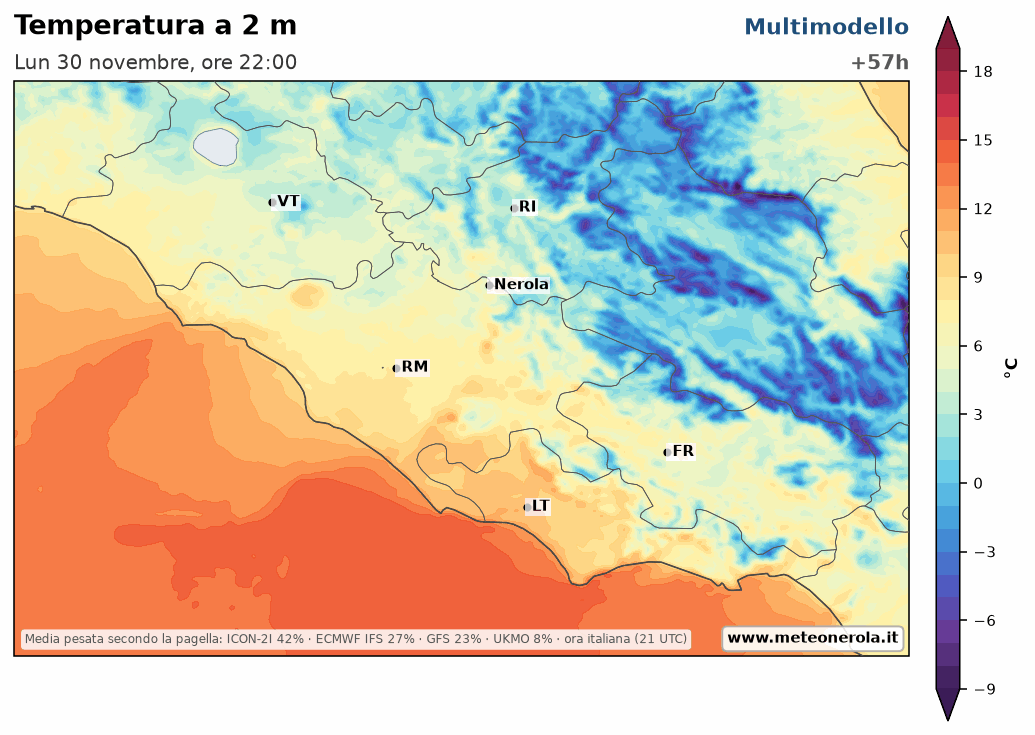 Temperatura a 2 m
Multimodello
Lun 30 novembre, ore 22:00
+57h
VT
RI
Nerola
RM
FR
LT
Media pesata secondo la pagella: ICON-2I 42% · ECMWF IFS 27% · GFS 23% · UKMO 8% · ora italiana (21 UTC)
www.meteonerola.it
18
15
12
9
6
3
0
−3
−6
−9
°C